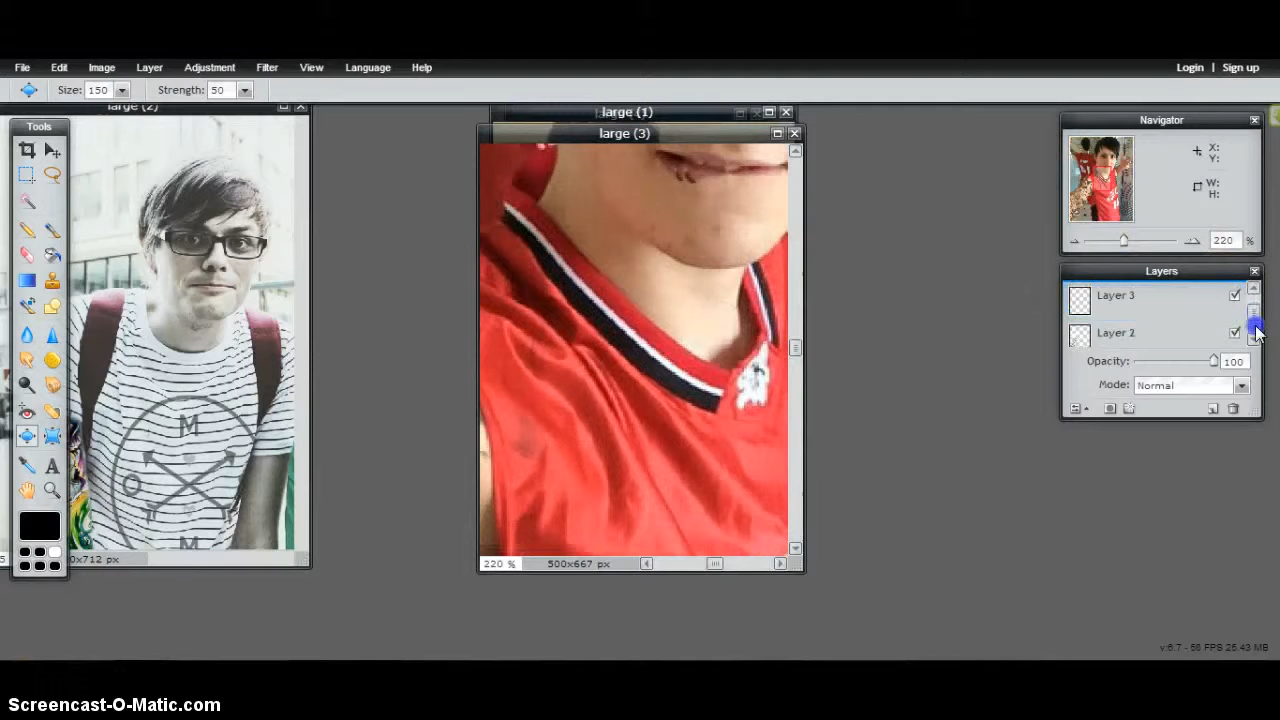 File Edit Image Layer Adjustment Filter View Language Help Login | Sign up
Size: 150 Strength: 50
large (2)
large (1)
large (3)
Tools
Navigator
X:
Y:
W:
H:
220 %
Layers
Layer 3
Layer 2
Opacity: 100
Mode: Normal
M
O
M
0x712 px
220 % 500x667 px
v:6.7 - 58 FPS 25.43 MB
Screencast-O-Matic.com